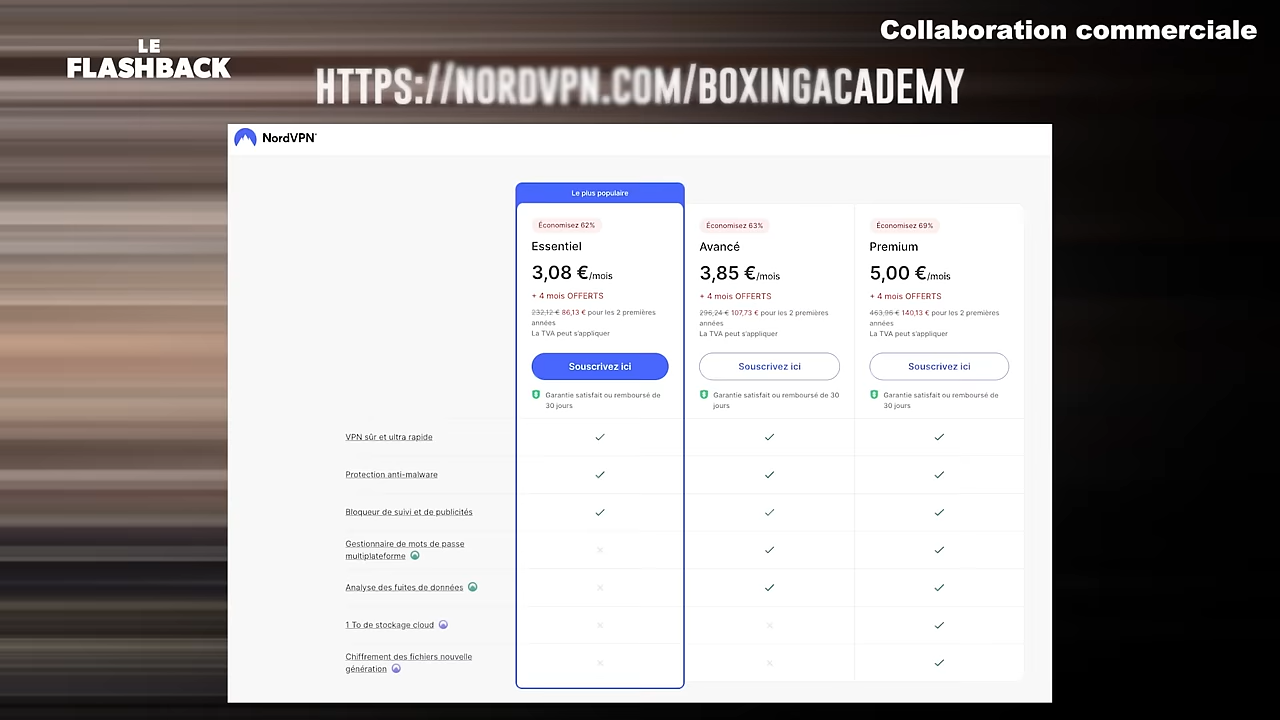 Collaboration commerciale
LE
FLASHBACK
HTTPS://NORDVPN.COM/BOXINGACADEMY
NordVPN®
Le plus populaire
Économisez 62%
Essentiel
3,08 €/mois
+ 4 mois OFFERTS
232,12 € 86,13 € pour les 2 premières
années
La TVA peut s'appliquer
Souscrivez ici
Garantie satisfait ou remboursé de
30 jours
Économisez 63%
Avancé
3,85 €/mois
+ 4 mois OFFERTS
296,24 € 107,73 € pour les 2 premières
années
La TVA peut s'appliquer
Souscrivez ici
Garantie satisfait ou remboursé de 30
jours
Économisez 69%
Premium
5,00 €/mois
+ 4 mois OFFERTS
463,96 € 140,13 € pour les 2 premières
années
La TVA peut s'appliquer
Souscrivez ici
Garantie satisfait ou remboursé de
30 jours
VPN sûr et ultra rapide
Protection anti-malware
Bloqueur de suivi et de publicités
Gestionnaire de mots de passe
multiplateforme
Analyse des fuites de données
1 To de stockage cloud
Chiffrement des fichiers nouvelle
génération